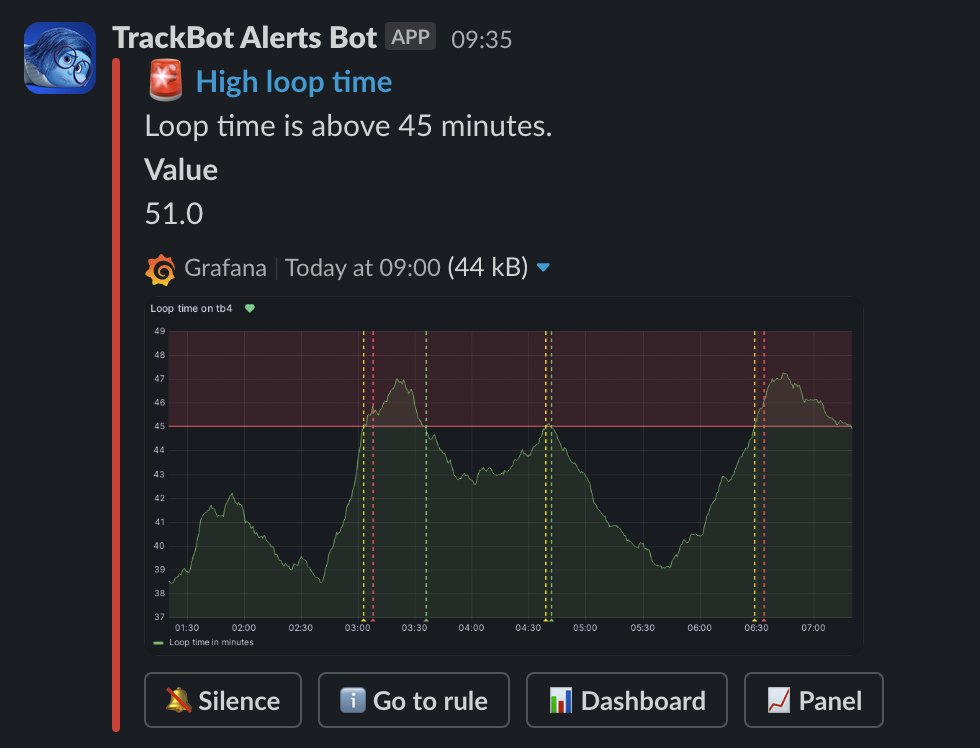 TrackBot Alerts Bot APP 09:35
High loop time
Loop time is above 45 minutes.
Value
51.0
Grafana | Today at 09:00 (44 kB)
Loop time on tb4
49
48
47
46
45
44
43
42
41
40
39
38
37
01:30 02:00 02:30 03:00 03:30 04:00 04:30 05:00 05:30 06:00 06:30 07:00
Loop time in minutes
Silence Go to rule Dashboard Panel